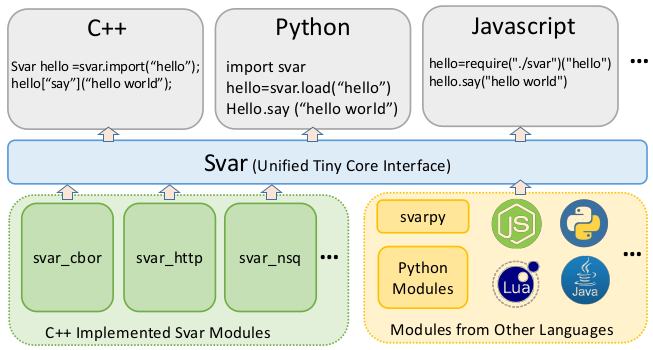 C++
Svar hello =svar.import(“hello”);
hello[“say”](“hello world”);
Python
import svar
hello=svar.load(“hello”)
Hello.say (“hello world”)
Javascript
hello=require("./svar")("hello")
hello.say("hello world")
...
Svar (Unified Tiny Core Interface)
svar_cbor
svar_http
svar_nsq
...
C++ Implemented Svar Modules
svarpy
Python
Modules
JS
Lua
Java
...
Modules from Other Languages